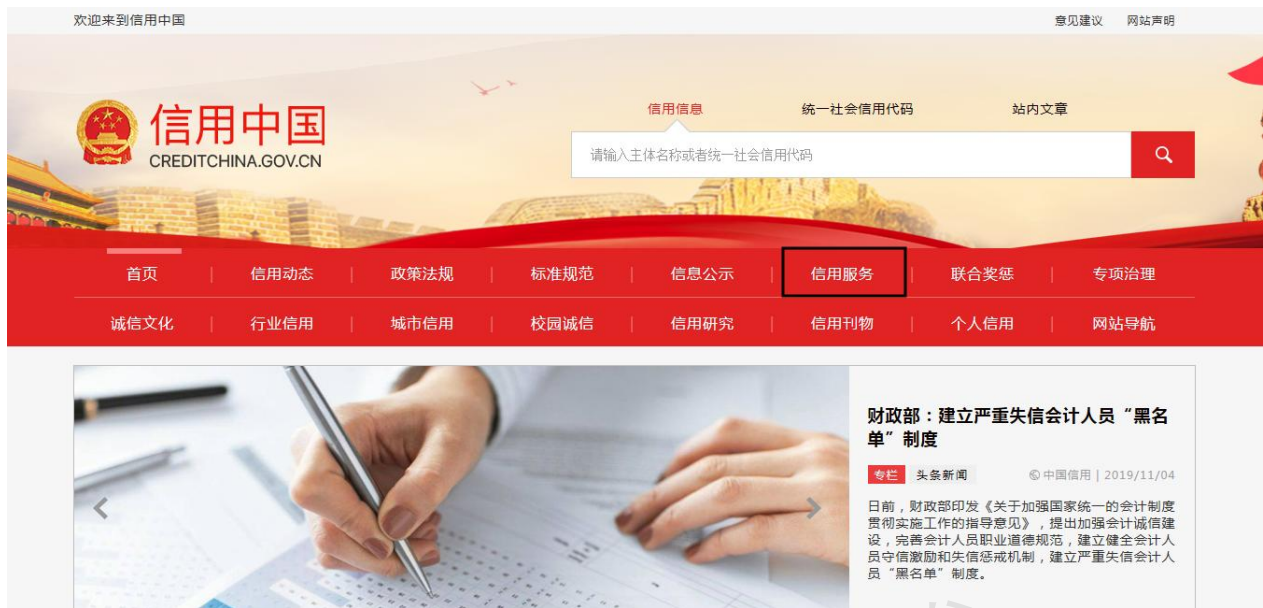 欢迎来到信用中国
意见建议 网站声明
信用中国
CREDITCHINA.GOV.CN
信用信息 统一社会信用代码 站内文章
请输入主体名称或者统一社会信用代码
首页 信用动态 政策法规 标准规范 信息公示 信用服务 联合奖惩 专项治理
诚信文化 行业信用 城市信用 校园诚信 信用研究 信用刊物 个人信用 网站导航
财政部：建立严重失信会计人员“黑名
单”制度
专栏 头条新闻 中国信用 | 2019/11/04
日前，财政部印发《关于加强国家统一的会计制度
贯彻实施工作的指导意见》，提出加强会计诚信建
设，完善会计人员职业道德规范，建立健全会计人
员守信激励和失信惩戒机制，建立严重失信会计人
员“黑名单”制度。